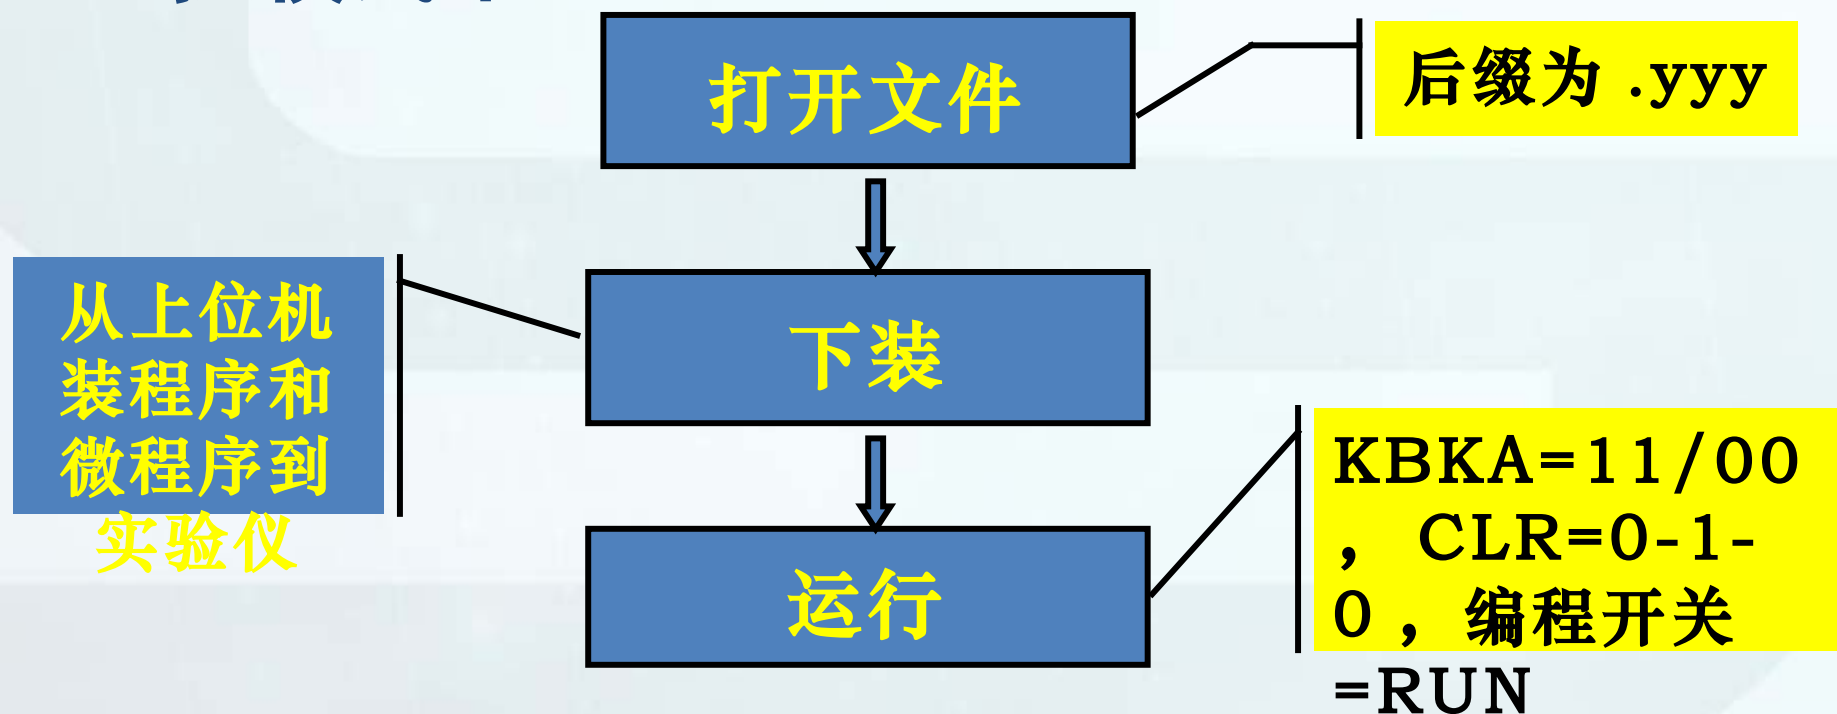 打开文件
后缀为 .yyy
从上位机
装程序和
微程序到
实验仪
下装
KBKA=11/00
， CLR=0-1-
0，编程开关
=RUN
运行